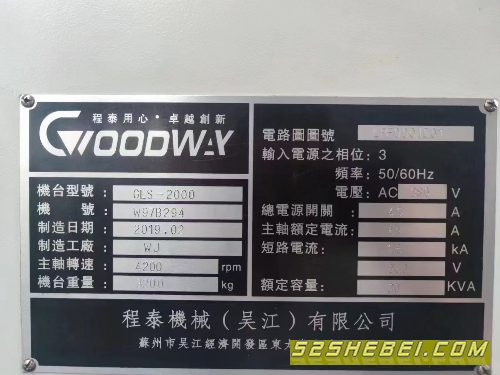 程泰用心·卓越創新
GOODWAY
機台型號： GLS-2000
機　　號： W97B294
制造日期： 2019.02
制造工廠： WJ
主軸轉速： 4200 rpm
機台重量： kg
電路圖圖號
輸入電源之相位：3
頻率：50/60Hz
電壓：AC V
總電源開關： A
主軸額定電流： A
短路電流： kA
V
額定容量： KVA
程泰機械（吴江）有限公司
蘇州市吴江經濟開發區東
52SHEBEI.COM